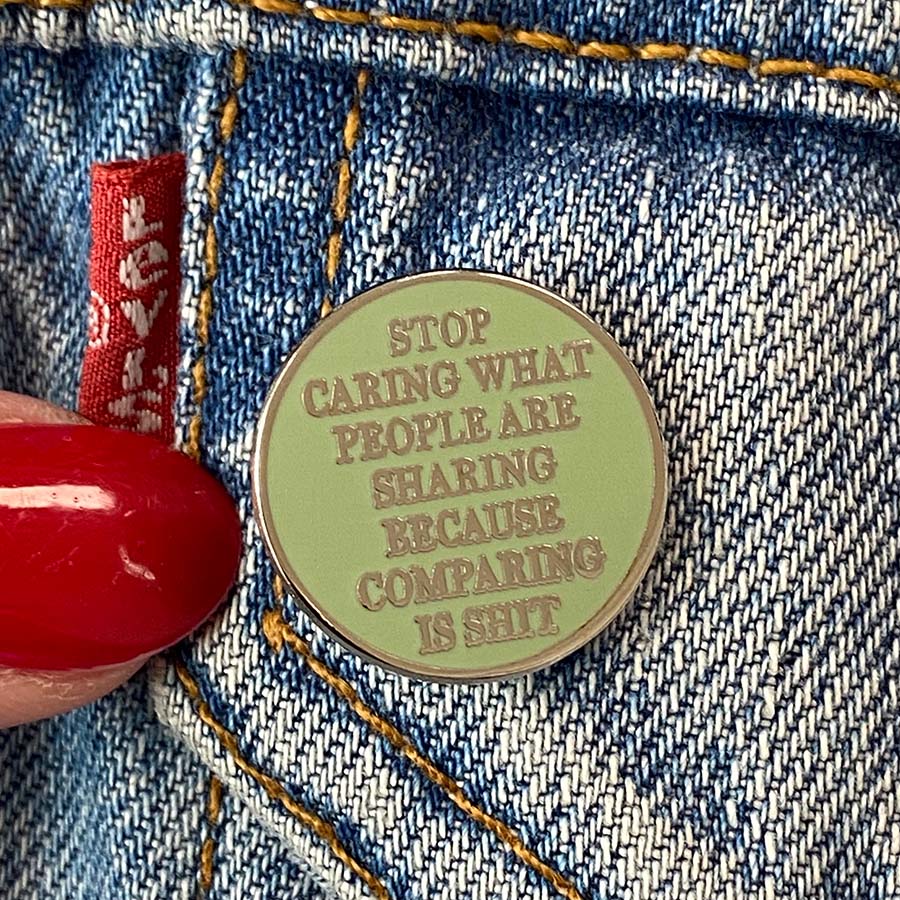 STOP
CARING WHAT
PEOPLE ARE
SHARING
BECAUSE
COMPARING
IS SHIT
®